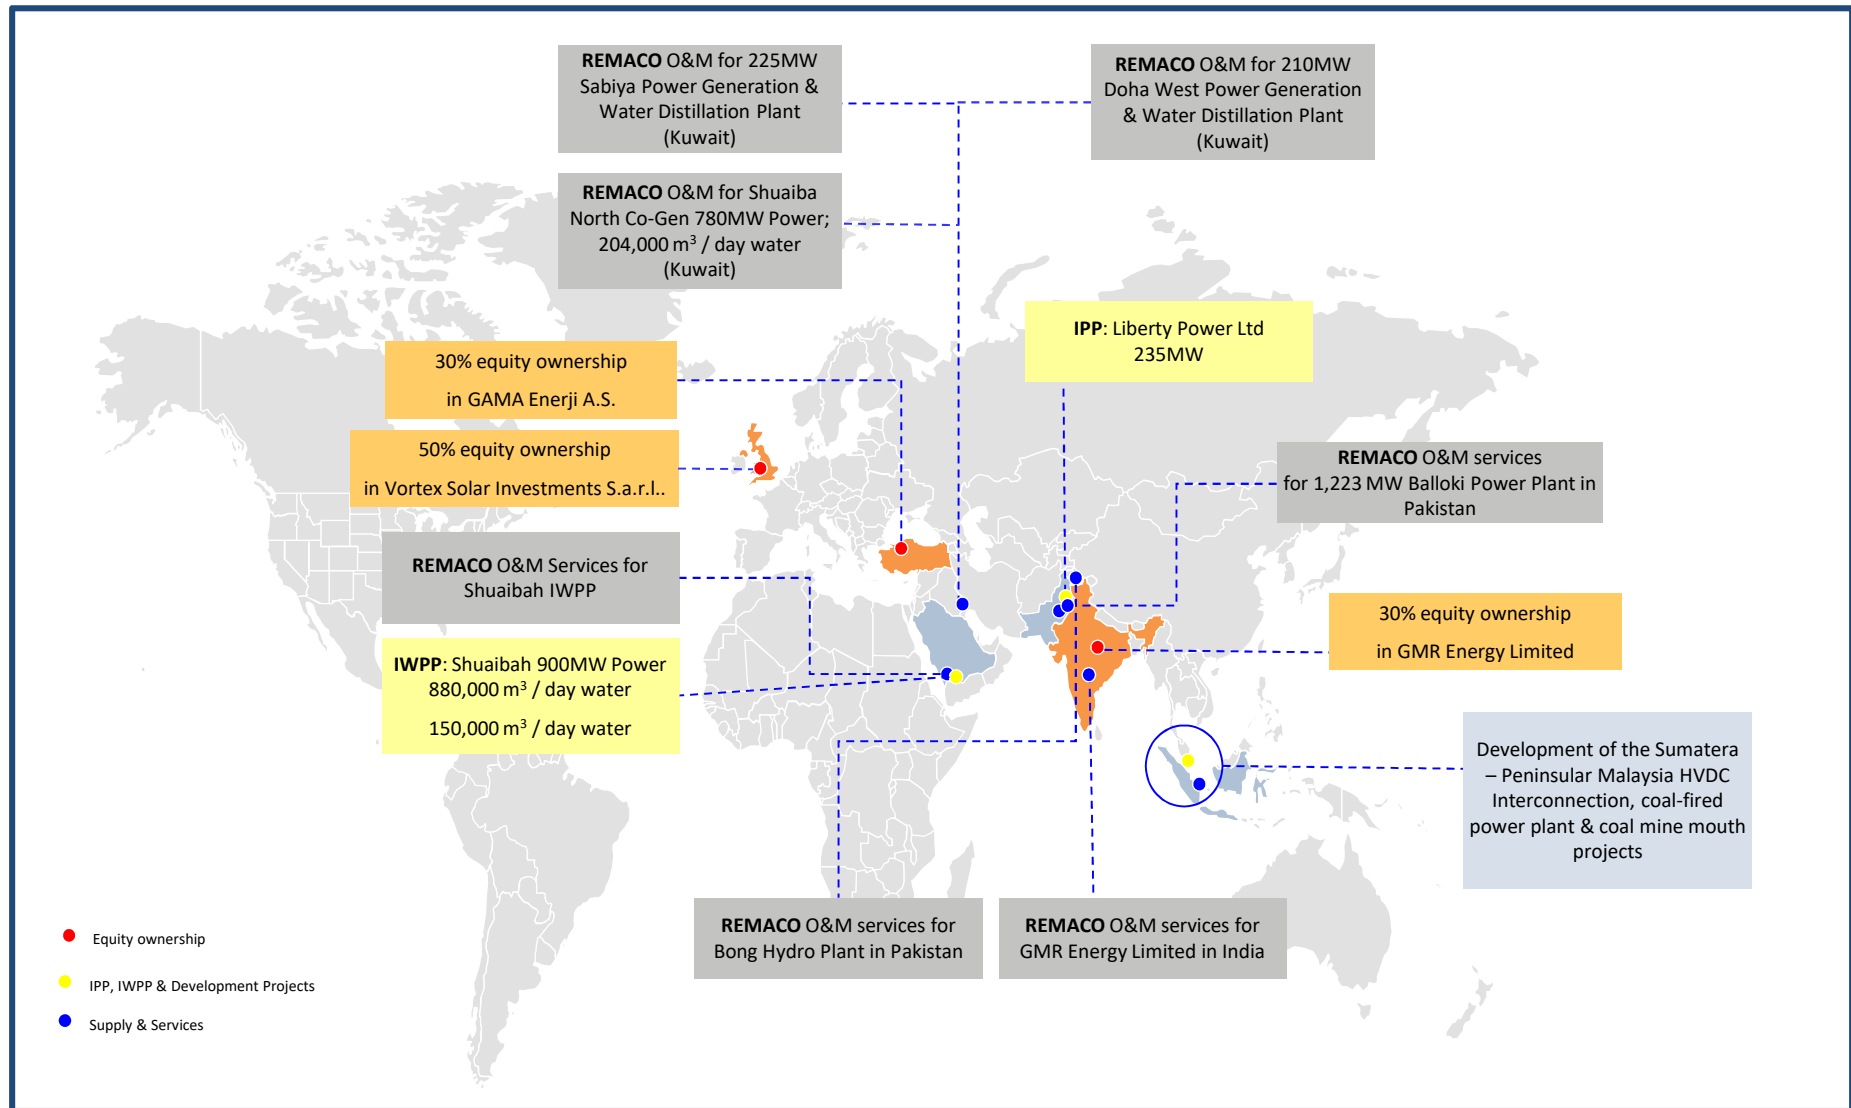 REMACO O&M for 225MW
Sabiya Power Generation &
Water Distillation Plant
(Kuwait)
REMACO O&M for 210MW
Doha West Power Generation
& Water Distillation Plant
(Kuwait)
REMACO O&M for Shuaiba
North Co-Gen 780MW Power;
204,000 m³ / day water
(Kuwait)
IPP: Liberty Power Ltd
235MW
30% equity ownership
in GAMA Enerji A.S.
50% equity ownership
in Vortex Solar Investments S.a.r.l..
REMACO O&M services
for 1,223 MW Balloki Power Plant in
Pakistan
REMACO O&M Services for
Shuaibah IWPP
30% equity ownership
in GMR Energy Limited
IWPP: Shuaibah 900MW Power
880,000 m³ / day water
150,000 m³ / day water
Development of the Sumatera
– Peninsular Malaysia HVDC
Interconnection, coal-fired
power plant & coal mine mouth
projects
REMACO O&M services for
Bong Hydro Plant in Pakistan
REMACO O&M services for
GMR Energy Limited in India
Equity ownership
IPP, IWPP & Development Projects
Supply & Services